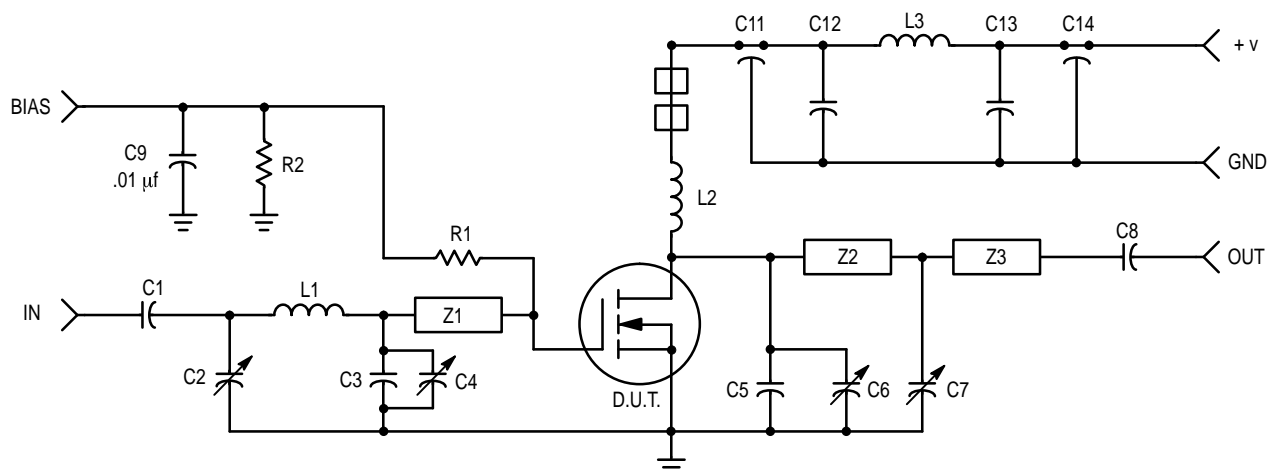 C11
C12
L3
C13
C14
+ v
BIAS
C9
.01 µf
R2
GND
L2
R1
C8
Z2
Z3
OUT
IN
C1
L1
Z1
C2
C3
C4
D.U.T.
C5
C6
C7